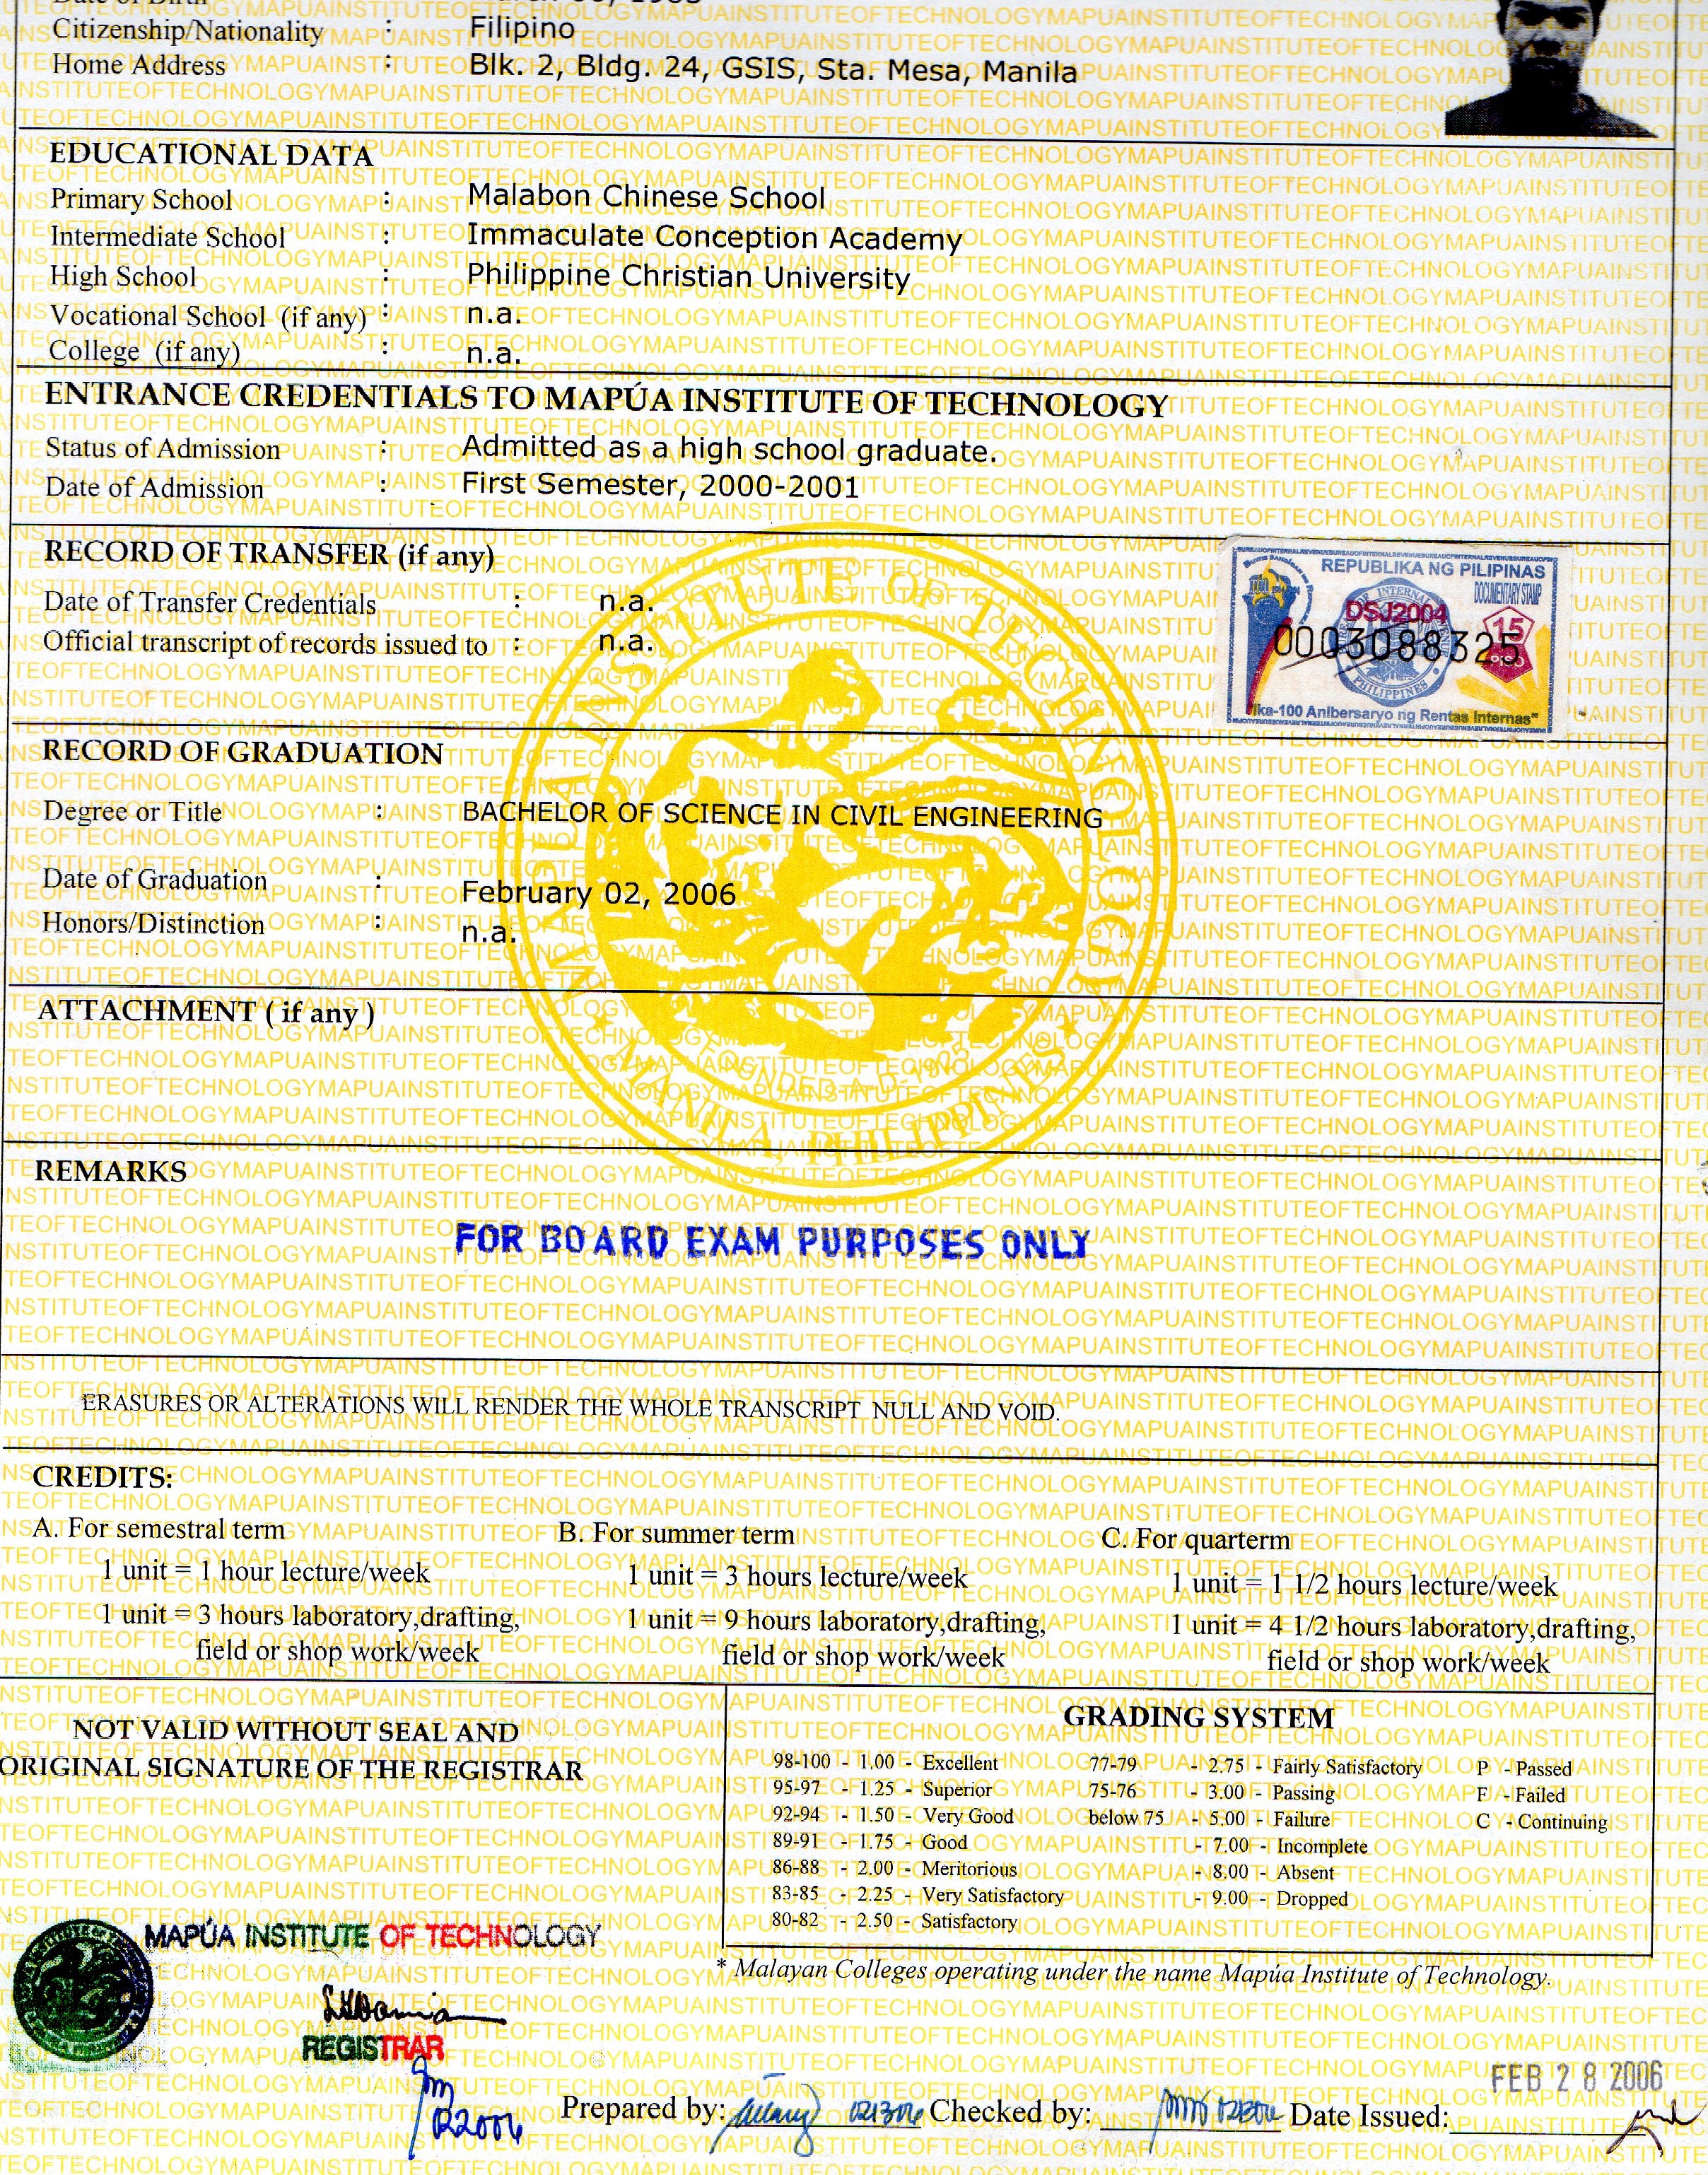 Citizenship/Nationality : Filipino
Home Address : Blk. 2, Bldg. 24, GSIS, Sta. Mesa, Manila
EDUCATIONAL DATA
Primary School : Malabon Chinese School
Intermediate School : Immaculate Conception Academy
High School : Philippine Christian University
Vocational School (if any) : n.a.
College (if any) : n.a.
ENTRANCE CREDENTIALS TO MAPÚA INSTITUTE OF TECHNOLOGY
Status of Admission : Admitted as a high school graduate.
Date of Admission : First Semester, 2000-2001
RECORD OF TRANSFER (if any)
Date of Transfer Credentials : n.a.
Official transcript of records issued to : n.a.
REPUBLIKA NG PILIPINAS
DOCUMENTARY STAMP
DSJ2004
15
0003088325
PHILIPPINES
Ika-100 Anibersaryo ng Rentas Internas"
RECORD OF GRADUATION
Degree or Title : BACHELOR OF SCIENCE IN CIVIL ENGINEERING
Date of Graduation : February 02, 2006
Honors/Distinction : n.a.
MAPUA INSTITUTE OF TECHNOLOGY
FOUNDED A.D. 1925
MANILA, PHILIPPINES
ATTACHMENT ( if any )
REMARKS
FOR BOARD EXAM PURPOSES ONLY
ERASURES OR ALTERATIONS WILL RENDER THE WHOLE TRANSCRIPT NULL AND VOID.
CREDITS:
A. For semestral term
1 unit = 1 hour lecture/week
1 unit = 3 hours laboratory,drafting,
field or shop work/week
B. For summer term
1 unit = 3 hours lecture/week
1 unit = 9 hours laboratory,drafting,
field or shop work/week
C. For quarterm
1 unit = 1 1/2 hours lecture/week
1 unit = 4 1/2 hours laboratory,drafting,
field or shop work/week
NOT VALID WITHOUT SEAL AND
ORIGINAL SIGNATURE OF THE REGISTRAR
GRADING SYSTEM
98-100 - 1.00 - Excellent
95-97 - 1.25 - Superior
92-94 - 1.50 - Very Good
89-91 - 1.75 - Good
86-88 - 2.00 - Meritorious
83-85 - 2.25 - Very Satisfactory
80-82 - 2.50 - Satisfactory
77-79 - 2.75 - Fairly Satisfactory
75-76 - 3.00 - Passing
below 75 - 5.00 - Failure
- 7.00 - Incomplete
- 8.00 - Absent
- 9.00 - Dropped
P - Passed
F - Failed
C - Continuing
* Malayan Colleges operating under the name Mapúa Institute of Technology.
MAPÚA INSTITUTE OF TECHNOLOGY
REGISTRAR
FEB 2 8 2006
Prepared by: Checked by: Date Issued: